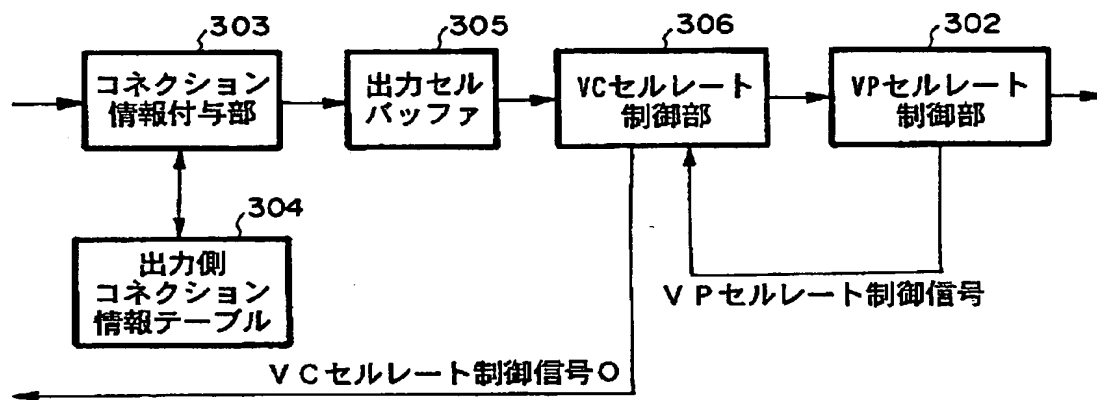 303
コネクション
情報付与部
305
出力セル
バッファ
306
VCセルレート
制御部
302
VPセルレート
制御部
304
出力側
コネクション
情報テーブル
VPセルレート制御信号
VCセルレート制御信号O